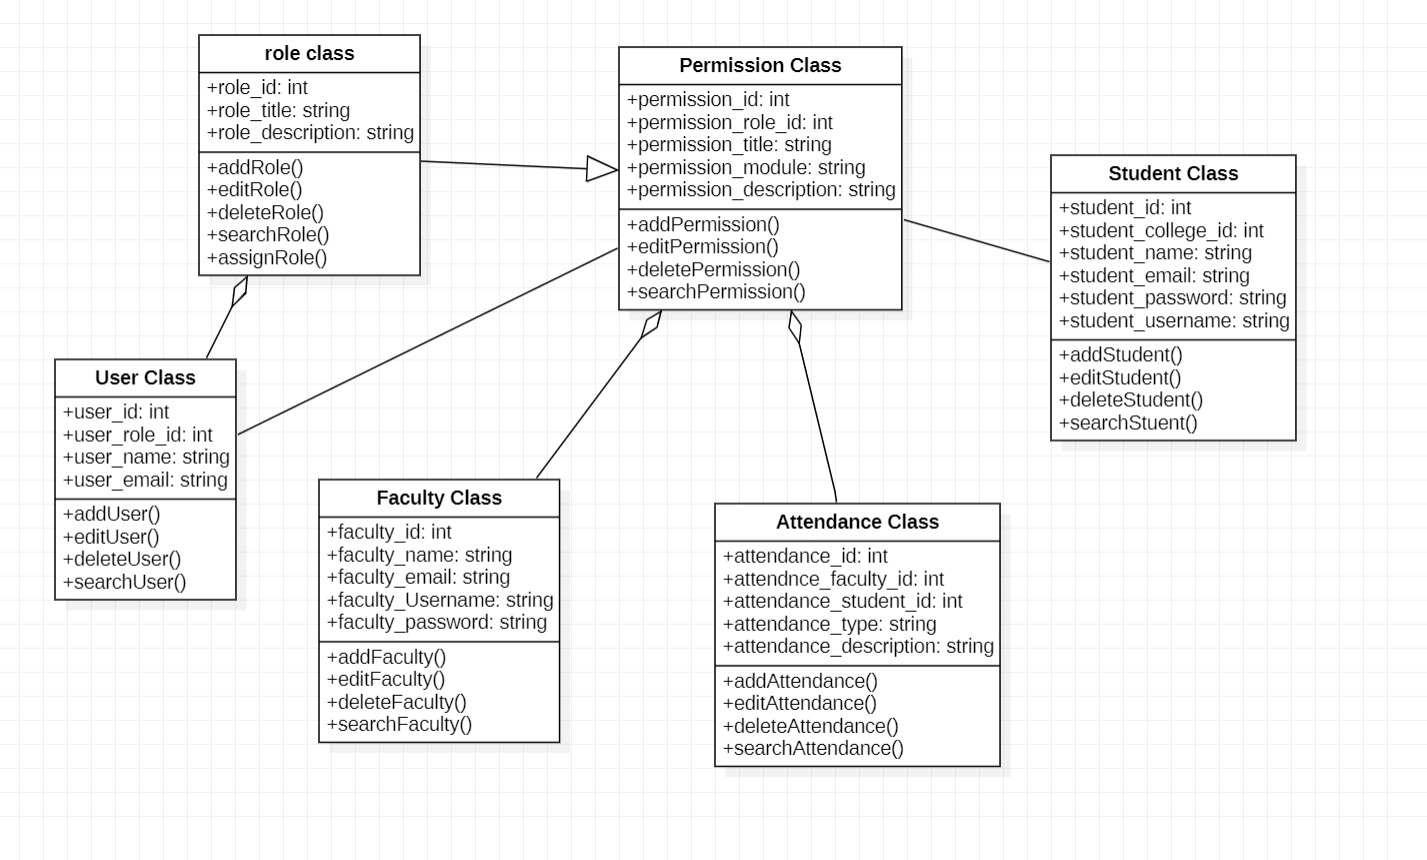 role class
+role_id: int
+role_title: string
+role_description: string
+addRole()
+editRole()
+deleteRole()
+searchRole()
+assignRole()
Permission Class
+permission_id: int
+permission_role_id: int
+permission_title: string
+permission_module: string
+permission_description: string
+addPermission()
+editPermission()
+deletePermission()
+searchPermission()
Student Class
+student_id: int
+student_college_id: int
+student_name: string
+student_email: string
+student_password: string
+student_username: string
+addStudent()
+editStudent()
+deleteStudent()
+searchStuent()
User Class
+user_id: int
+user_role_id: int
+user_name: string
+user_email: string
+addUser()
+editUser()
+deleteUser()
+searchUser()
Faculty Class
+faculty_id: int
+faculty_name: string
+faculty_email: string
+faculty_Username: string
+faculty_password: string
+addFaculty()
+editFaculty()
+deleteFaculty()
+searchFaculty()
Attendance Class
+attendance_id: int
+attendnce_faculty_id: int
+attendance_student_id: int
+attendance_type: string
+attendance_description: string
+addAttendance()
+editAttendance()
+deleteAttendance()
+searchAttendance()